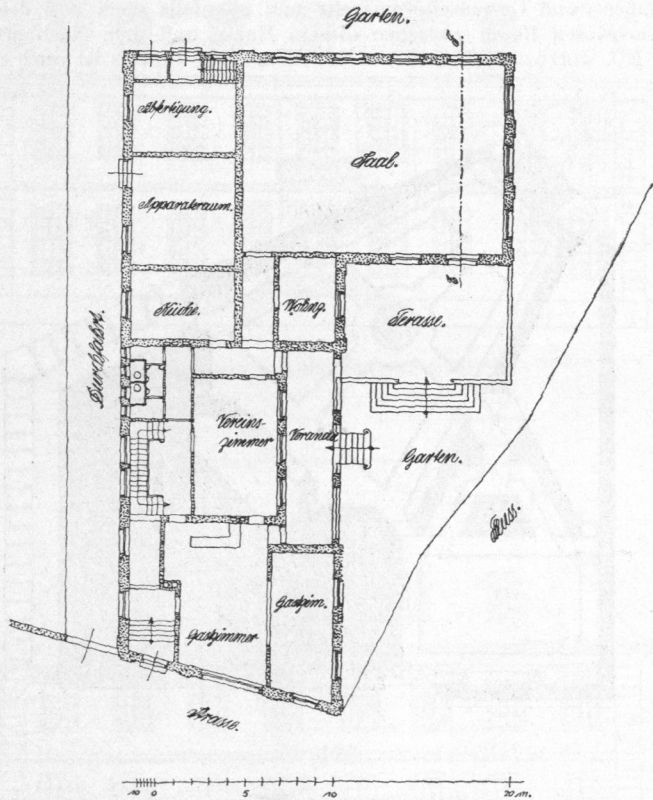 Garten.
Abfertigung.
Saal.
Apparateraum.
Küche.
Wohng.
Terasse.
Durchfahrt.
Vereins-
zimmer
Veranda
Garten.
Fluss.
Gastzim.
Gastzimmer
Strasse.
10 0 5 10 20 m.